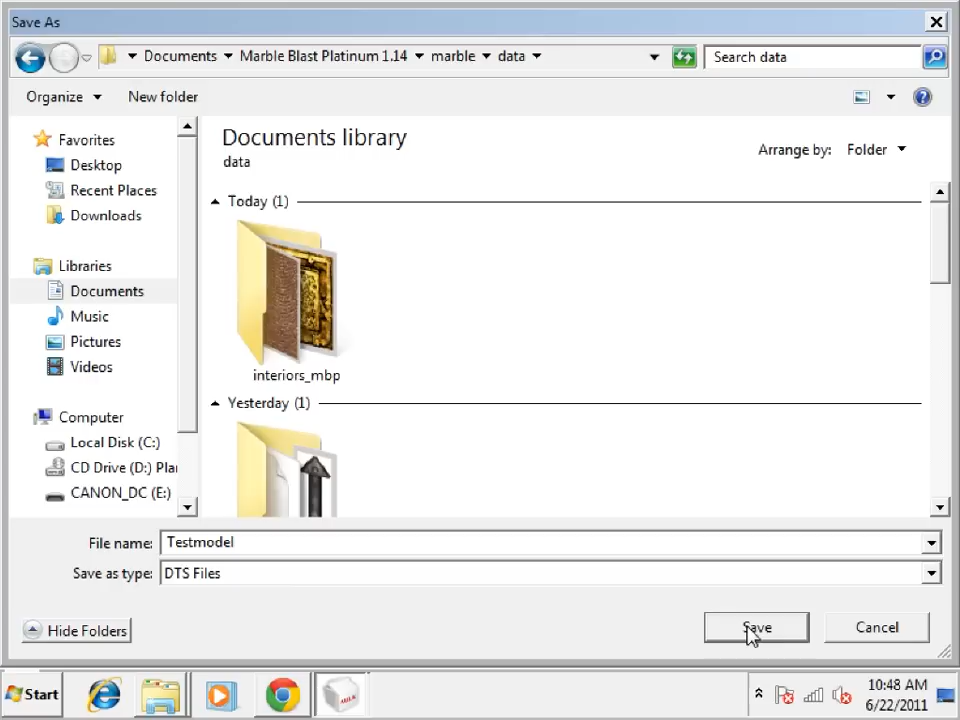 Save As
Documents Marble Blast Platinum 1.14 marble data
Search data
Organize New folder
Favorites
Desktop
Recent Places
Downloads
Libraries
Documents
Music
Pictures
Videos
Computer
Local Disk (C:)
CD Drive (D:) Pla
CANON_DC (E:)
Documents library
data
Arrange by: Folder
Today (1)
interiors_mbp
Yesterday (1)
File name: Testmodel
Save as type: DTS Files
Hide Folders
Save Cancel
Start
MILK
10:48 AM
6/22/2011